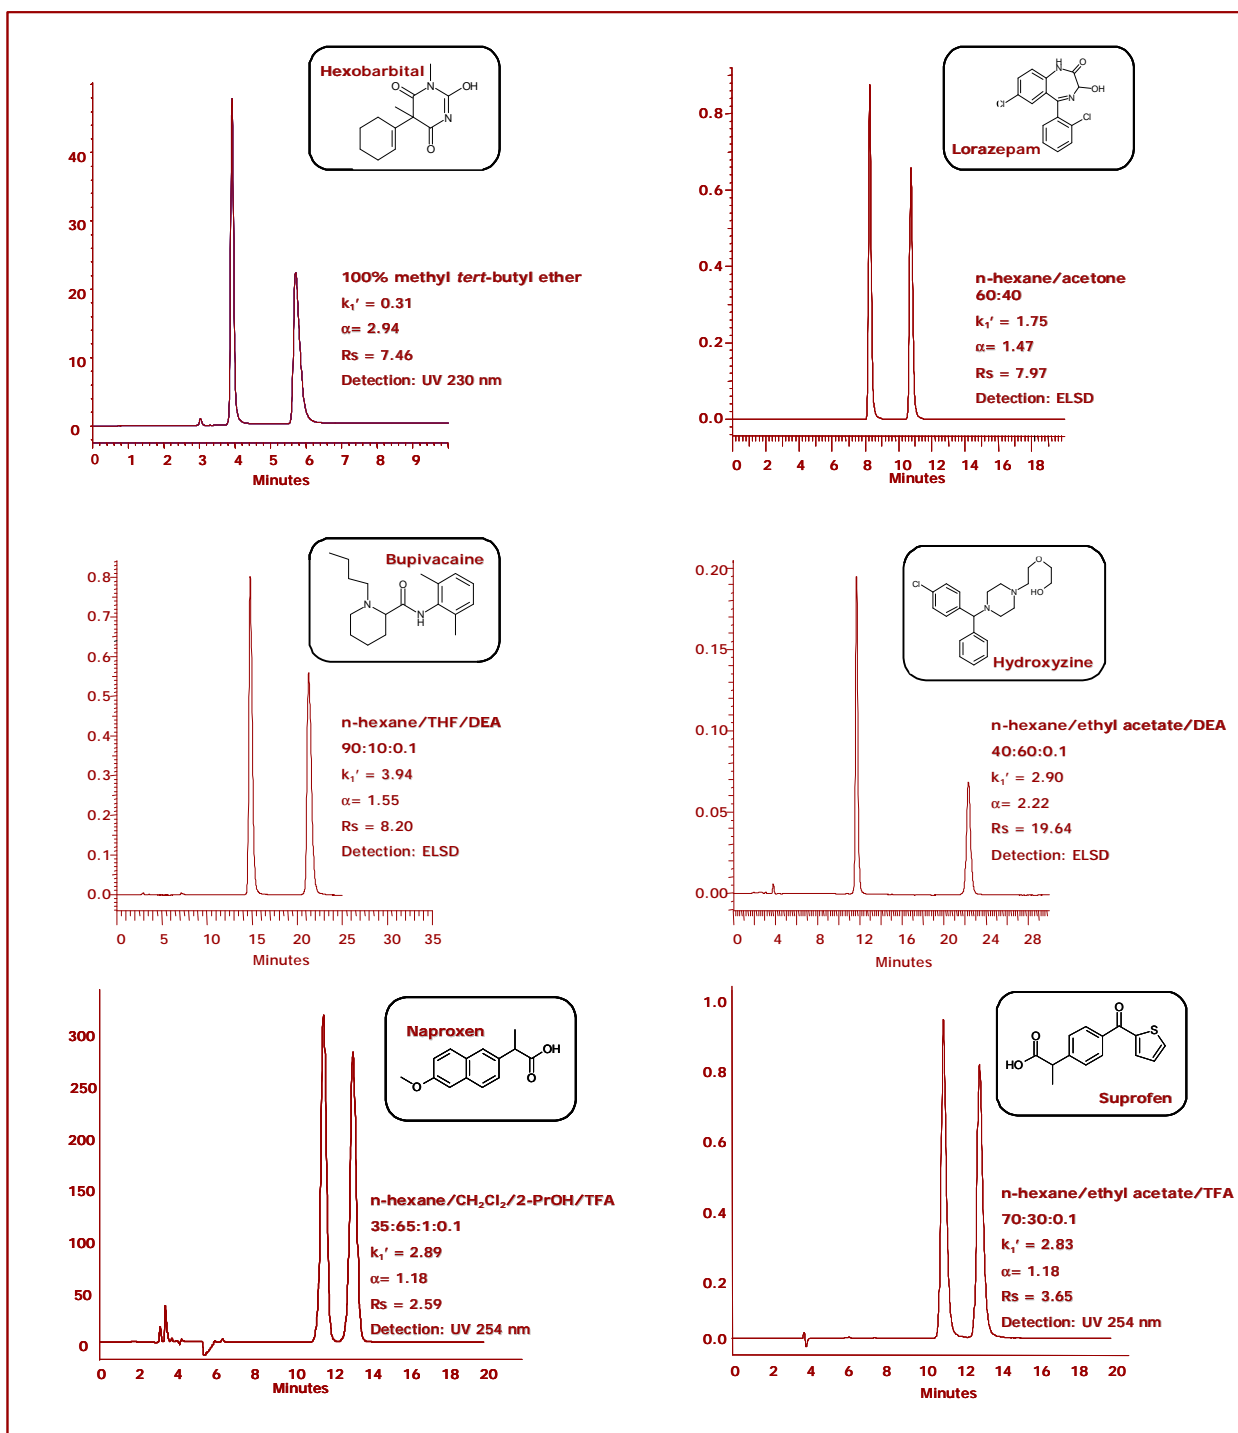 Hexobarbital
N
O
OH
N
O
40
30
20
10
0
100% methyl tert-butyl ether
k₁' = 0.31
α= 2.94
Rs = 7.46
Detection: UV 230 nm
0 1 2 3 4 5 6 7 8 9
Minutes
H
N
O
OH
N
Cl
Cl
Lorazepam
0.8
0.6
0.4
0.2
0.0
n-hexane/acetone
60:40
k₁' = 1.75
α= 1.47
Rs = 7.97
Detection: ELSD
0 2 4 6 8 10 12 14 16 18
Minutes
Bupivacaine
O
N
N
H
0.8
0.7
0.6
0.5
0.4
0.3
0.2
0.1
0.0
n-hexane/THF/DEA
90:10:0.1
k₁' = 3.94
α= 1.55
Rs = 8.20
Detection: ELSD
0 5 10 15 20 25 30 35
Minutes
O
Cl
N
HO
N
Hydroxyzine
0.20
0.15
0.10
0.05
0.00
n-hexane/ethyl acetate/DEA
40:60:0.1
k₁' = 2.90
α= 2.22
Rs = 19.64
Detection: ELSD
0 4 8 12 16 20 24 28
Minutes
Naproxen
OH
O
O
300
250
200
150
100
50
0
n-hexane/CH₂Cl₂/2-PrOH/TFA
35:65:1:0.1
k₁' = 2.89
α= 1.18
Rs = 2.59
Detection: UV 254 nm
0 2 4 6 8 10 12 14 16 18 20
Minutes
O
S
O
HO
Suprofen
1.0
0.8
0.6
0.4
0.2
0.0
n-hexane/ethyl acetate/TFA
70:30:0.1
k₁' = 2.83
α= 1.18
Rs = 3.65
Detection: UV 254 nm
0 2 4 6 8 10 12 14 16 18 20
Minutes